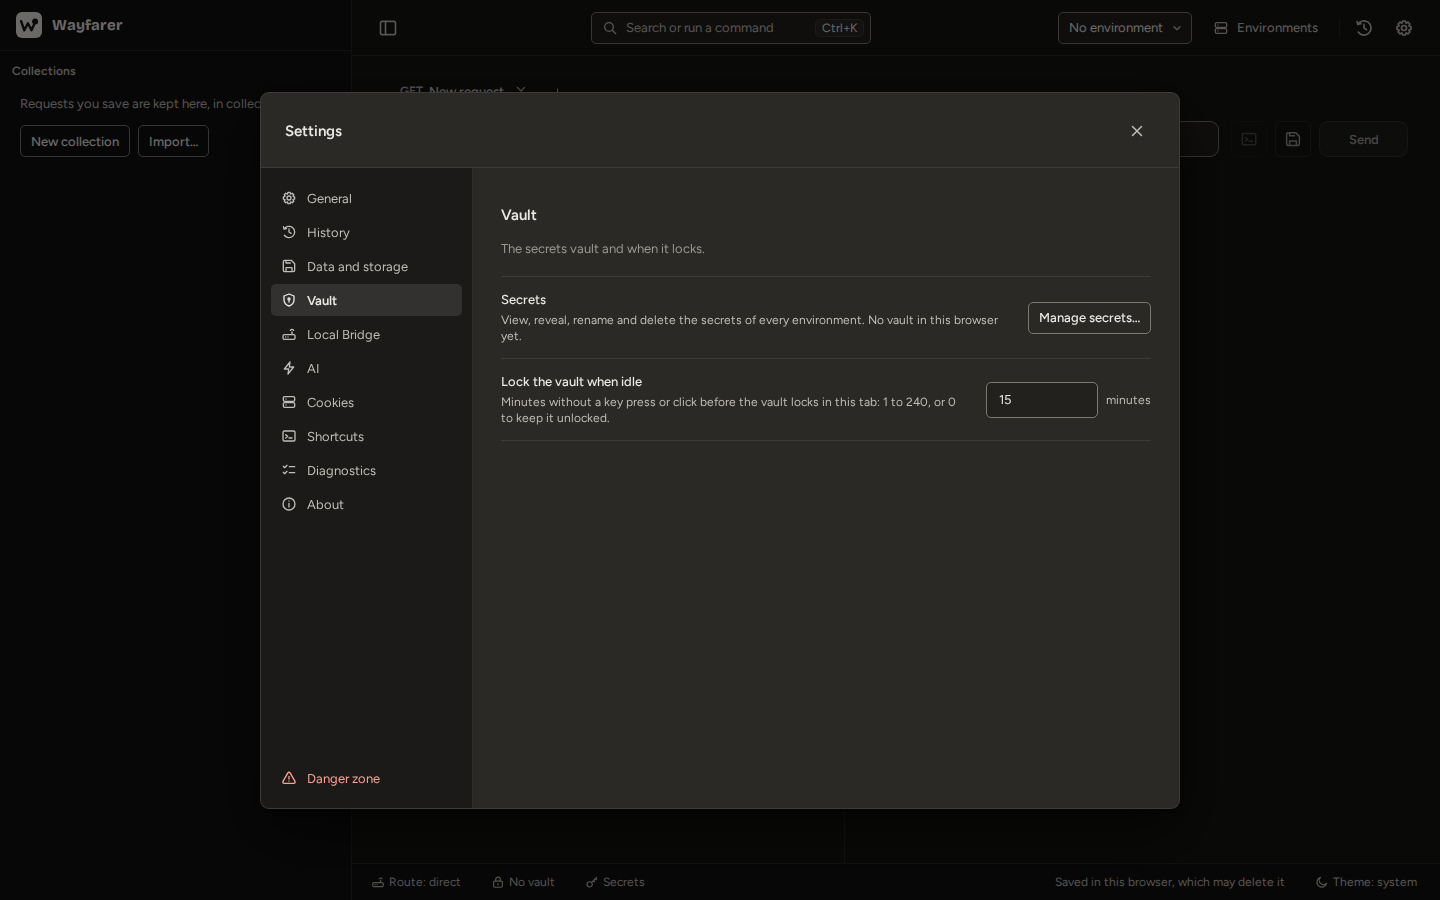 Wayfarer
Search or run a command
Ctrl+K
No environment
Environments
Collections
Requests you save are kept here, in collec
New collection
Import...
GET New request
Send
Settings
General
History
Data and storage
Vault
Local Bridge
AI
Cookies
Shortcuts
Diagnostics
About
Danger zone
Vault
The secrets vault and when it locks.
Secrets
View, reveal, rename and delete the secrets of every environment. No vault in this browser
yet.
Manage secrets...
Lock the vault when idle
Minutes without a key press or click before the vault locks in this tab: 1 to 240, or 0
to keep it unlocked.
15
minutes
Route: direct
No vault
Secrets
Saved in this browser, which may delete it
Theme: system